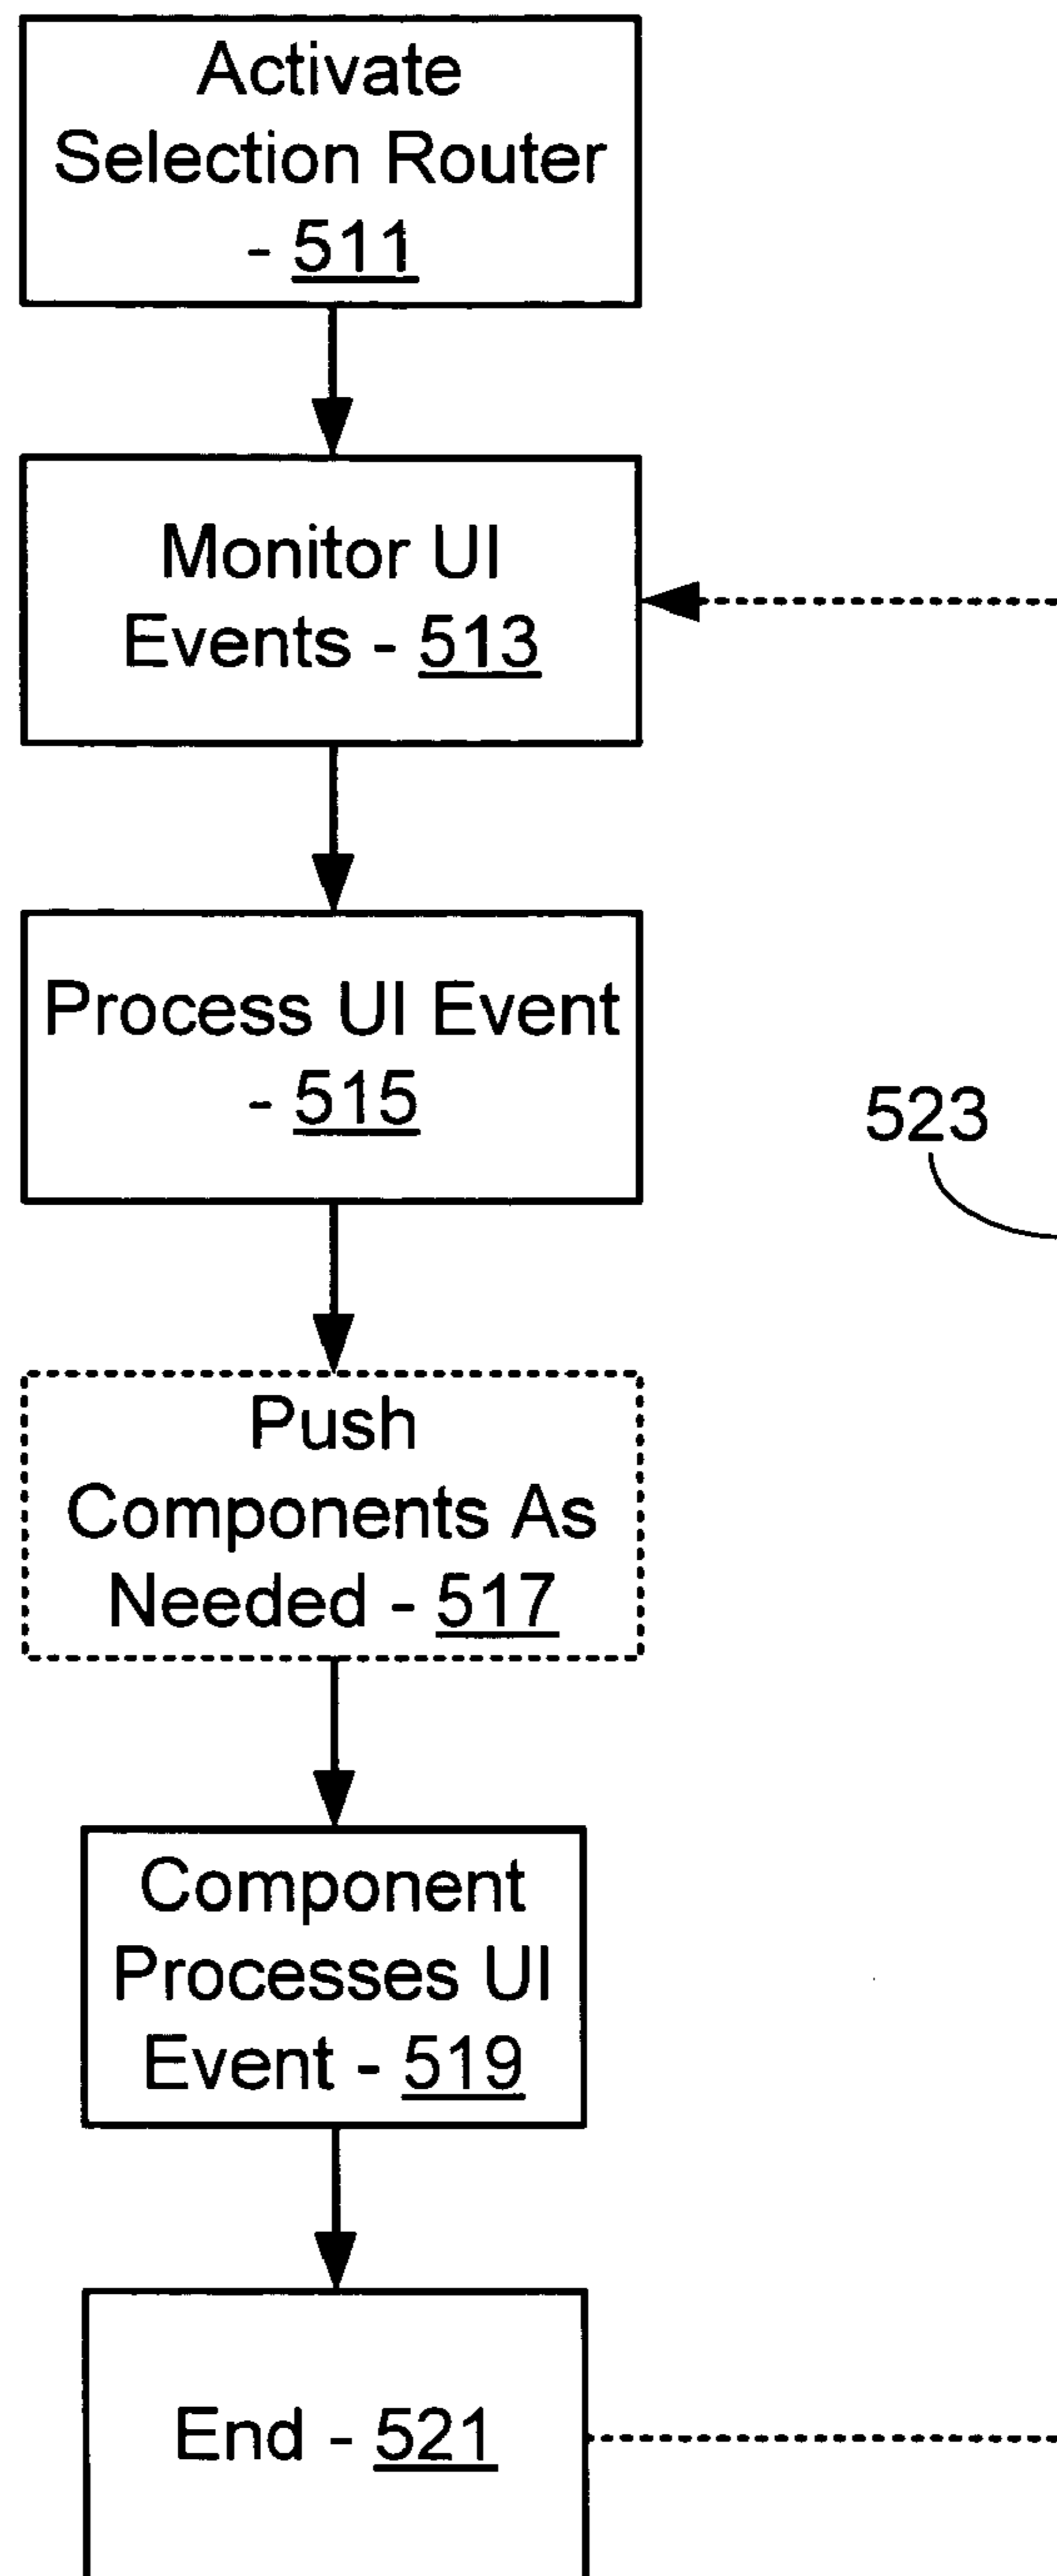 Activate
Selection Router
- 511
Monitor UI
Events - 513
Process UI Event
- 515
523
Push
Components As
Needed - 517
Component
Processes UI
Event - 519
End - 521